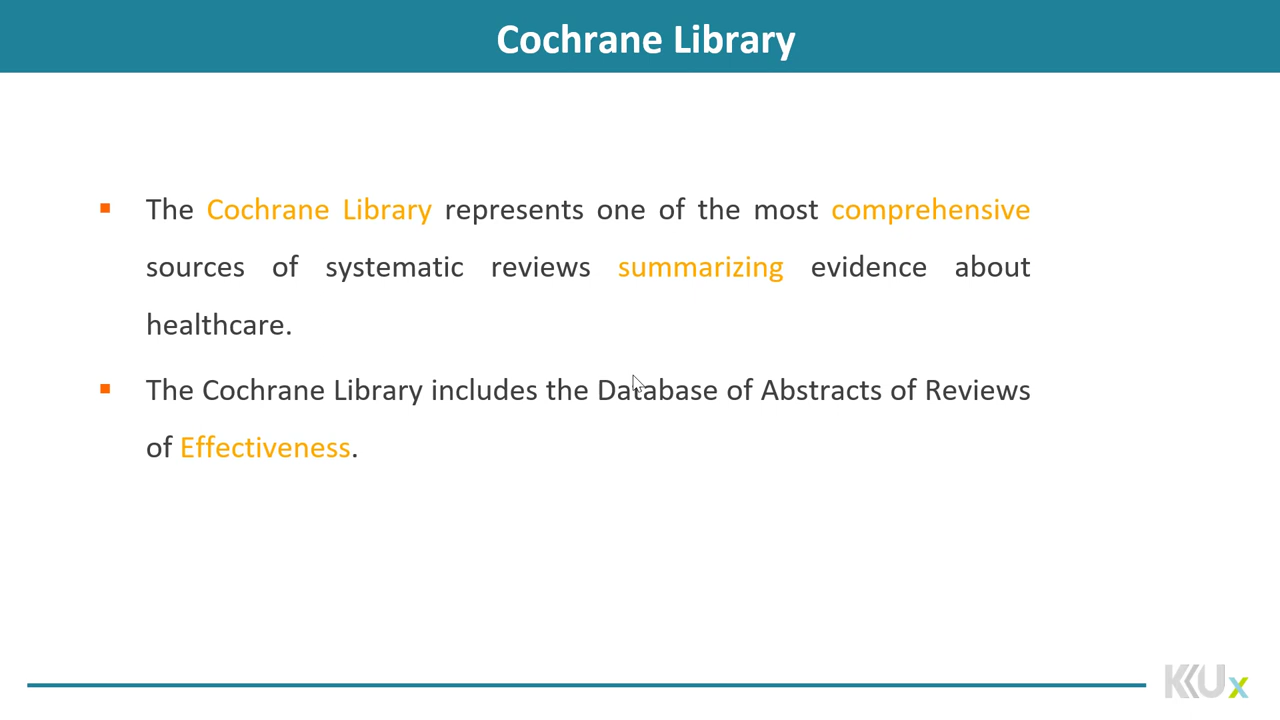 Cochrane Library
The Cochrane Library represents one of the most comprehensive
sources of systematic reviews summarizing evidence about
healthcare.
The Cochrane Library includes the Database of Abstracts of Reviews
of Effectiveness.
KKUx